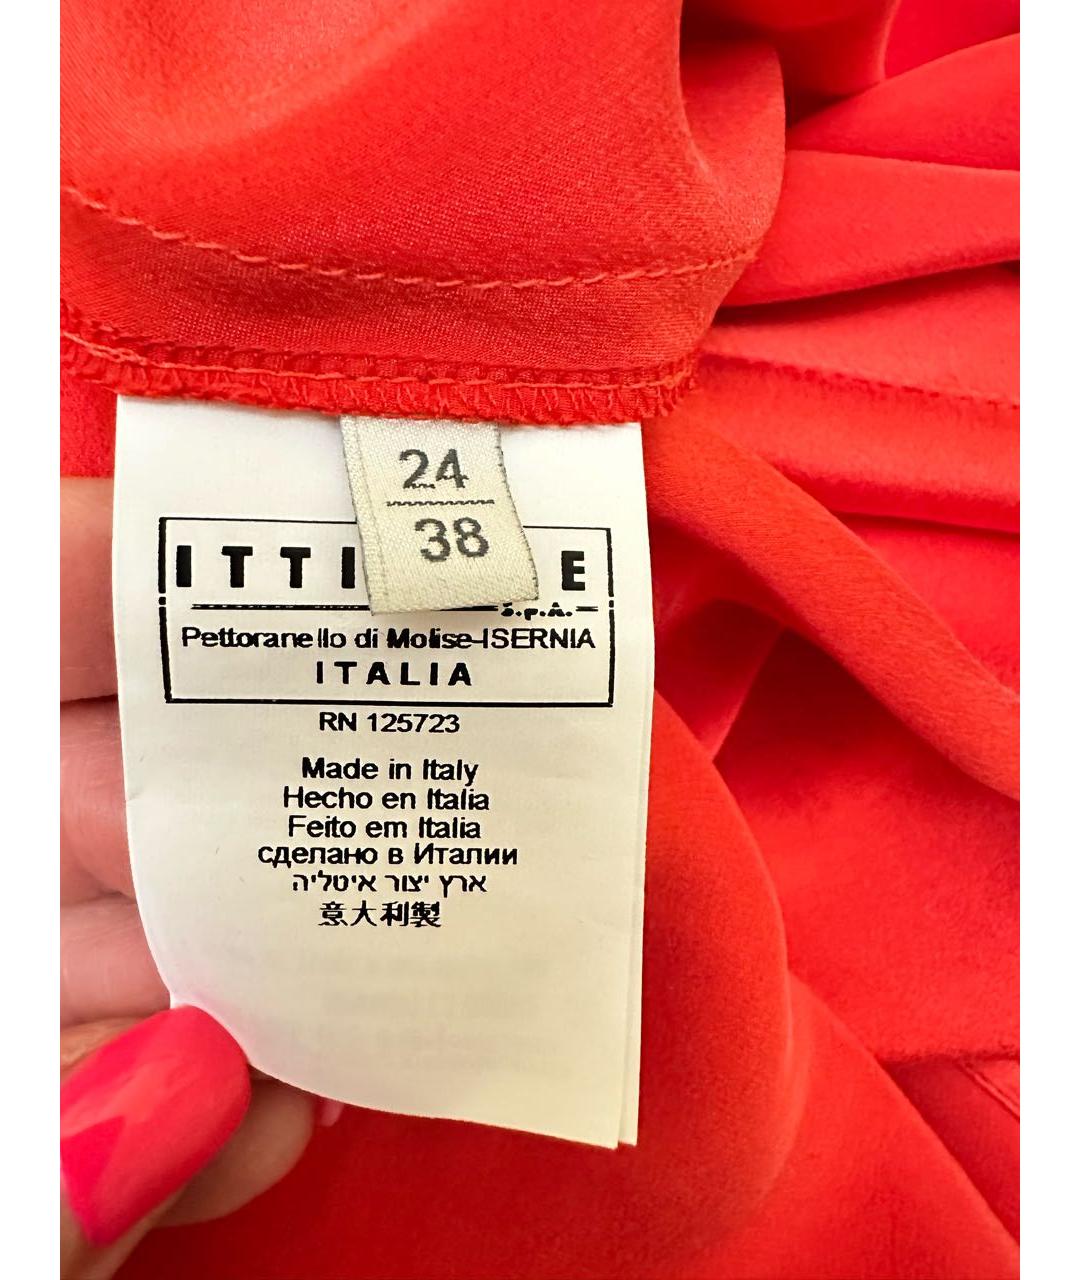 24
38
ITTI E
S.p.A.
Pettoranello di Molise-ISERNIA
ITALIA
RN 125723
Made in Italy
Hecho en Italia
Feito em Italia
сделано в Италии
ארץ יצור איטליה
意大利製